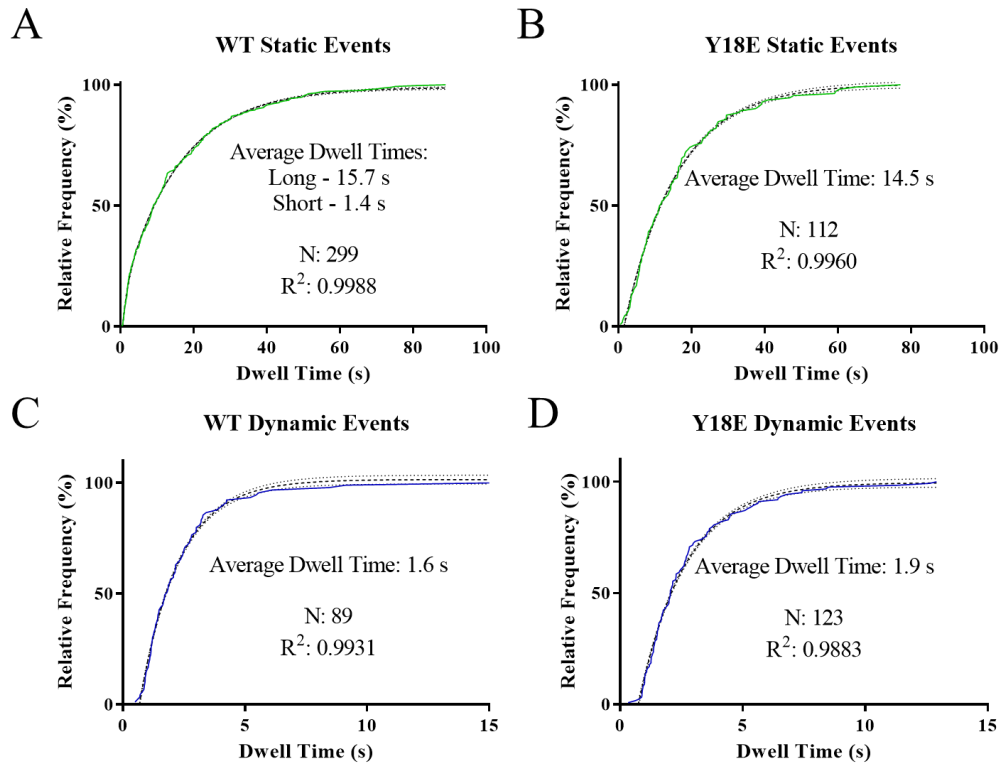 A
WT Static Events
Relative Frequency (%)
100
50
0
Average Dwell Times:
Long - 15.7 s
Short - 1.4 s
N: 299
R²: 0.9988
0 20 40 60 80 100
Dwell Time (s)
B
Y18E Static Events
Relative Frequency (%)
100
50
0
Average Dwell Time: 14.5 s
N: 112
R²: 0.9960
0 20 40 60 80 100
Dwell Time (s)
C
WT Dynamic Events
Relative Frequency (%)
100
50
0
Average Dwell Time: 1.6 s
N: 89
R²: 0.9931
0 5 10 15
Dwell Time (s)
D
Y18E Dynamic Events
Relative Frequency (%)
100
50
0
Average Dwell Time: 1.9 s
N: 123
R²: 0.9883
0 5 10 15
Dwell Time (s)